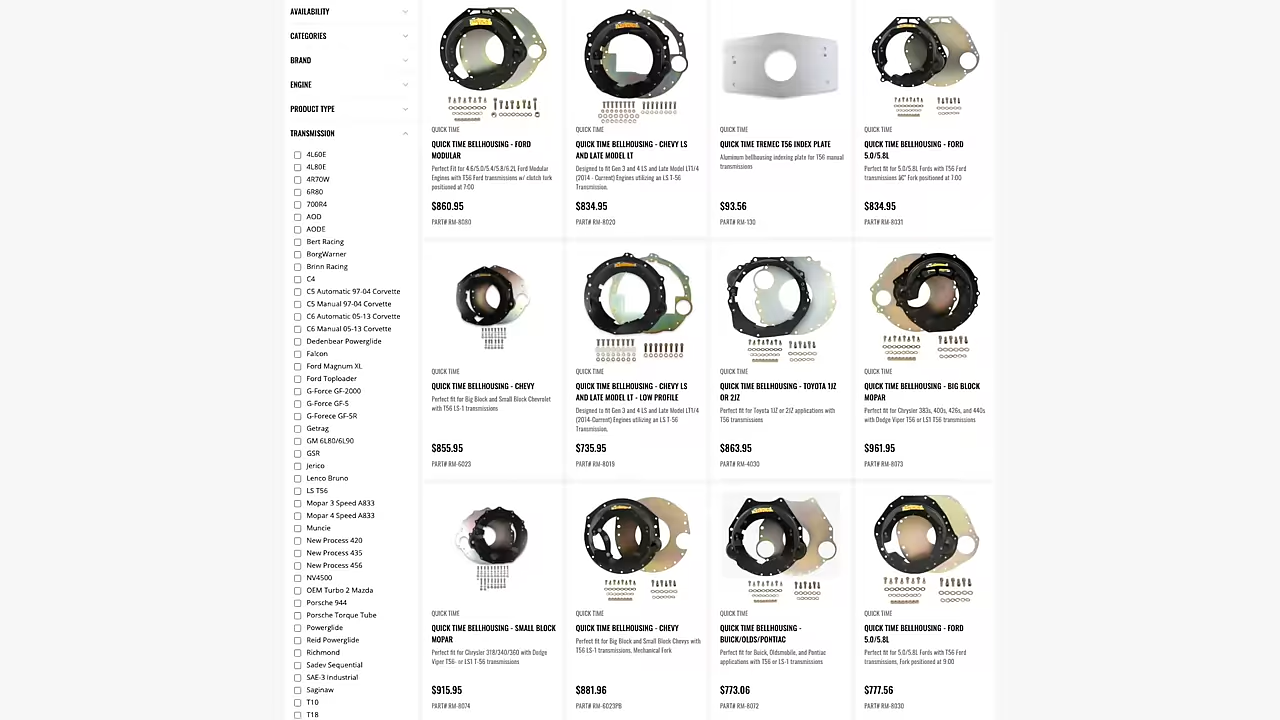 AVAILABILITY
CATEGORIES
BRAND
ENGINE
PRODUCT TYPE
TRANSMISSION
4L60E
4L80E
4R70W
6R80
700R4
AOD
AODE
Bert Racing
BorgWarner
Brinn Racing
C4
C5 Automatic 97-04 Corvette
C5 Manual 97-04 Corvette
C6 Automatic 05-13 Corvette
C6 Manual 05-13 Corvette
Dedenbear Powerglide
Falcon
Ford Magnum XL
Ford Toploader
G-Force GF-2000
G-Force GF-5
G-Forece GF-5R
Getrag
GM 6L80/6L90
GSR
Jerico
Lenco Bruno
LS T56
Mopar 3 Speed A833
Mopar 4 Speed A833
Muncie
New Process 420
New Process 435
New Process 456
NV4500
OEM Turbo 2 Mazda
Porsche 944
Porsche Torque Tube
Powerglide
Reid Powerglide
Richmond
Sadev Sequential
SAE-3 Industrial
Saginaw
T10
T18
QUICK TIME
QUICK TIME BELLHOUSING - FORD
MODULAR
Perfect Fit for 4.6/5.0/5.4/5.8/6.2L Ford Modular
Engines with T56 Ford transmissions w/ clutch fork
positioned at 7:00
$860.95
PART# RM-8080
QUICK TIME
QUICK TIME BELLHOUSING - CHEVY LS
AND LATE MODEL LT
Designed to fit Gen 3 and 4 LS and Late Model LT1/4
(2014 - Current) Engines utilizing an LS T-56
Transmission.
$834.95
PART# RM-8020
QUICK TIME
QUICK TIME TREMEC T56 INDEX PLATE
Aluminum bellhousing indexing plate for T56 manual
transmissions
$93.56
PART# RM-130
QUICK TIME
QUICK TIME BELLHOUSING - FORD
5.0/5.8L
Perfect fit for 5.0/5.8L Fords with T56 Ford
transmissions â€“ Fork positioned at 7:00
$834.95
PART# RM-8031
QUICK TIME
QUICK TIME BELLHOUSING - CHEVY
Perfect fit for Big Block and Small Block Chevrolet
with T56 LS-1 transmissions
$855.95
PART# RM-6023
QUICK TIME
QUICK TIME BELLHOUSING - CHEVY LS
AND LATE MODEL LT - LOW PROFILE
Designed to fit Gen 3 and 4 LS and Late Model LT1/4
(2014-Current) Engines utilizing an LS T-56
Transmission.
$735.95
PART# RM-8019
QUICK TIME
QUICK TIME BELLHOUSING - TOYOTA 1JZ
OR 2JZ
Perfect fit for Toyota 1JZ or 2JZ applications with
T56 transmissions
$863.95
PART# RM-4030
QUICK TIME
QUICK TIME BELLHOUSING - BIG BLOCK
MOPAR
Perfect fit for Chrysler 383s, 400s, 426s, and 440s
with Dodge Viper T56 or LS1 T56 transmissions
$961.95
PART# RM-8073
QUICK TIME
QUICK TIME BELLHOUSING - SMALL BLOCK
MOPAR
Perfect fit for Chrysler 318/340/360 with Dodge
Viper T56- or LS1 T-56 transmissions
$915.95
PART# RM-8074
QUICK TIME
QUICK TIME BELLHOUSING - CHEVY
Perfect fit for Big Block and Small Block Chevys with
T56 LS-1 transmissions, Mechanical Fork
$881.96
PART# RM-6023PB
QUICK TIME
QUICK TIME BELLHOUSING -
BUICK/OLDS/PONTIAC
Perfect fit for Buick, Oldsmobile, and Pontiac
applications with T56 or LS-1 transmissions
$773.06
PART# RM-8072
QUICK TIME
QUICK TIME BELLHOUSING - FORD
5.0/5.8L
Perfect fit for 5.0/5.8L Fords with T56 Ford
transmissions, Fork positioned at 9:00
$777.56
PART# RM-8030